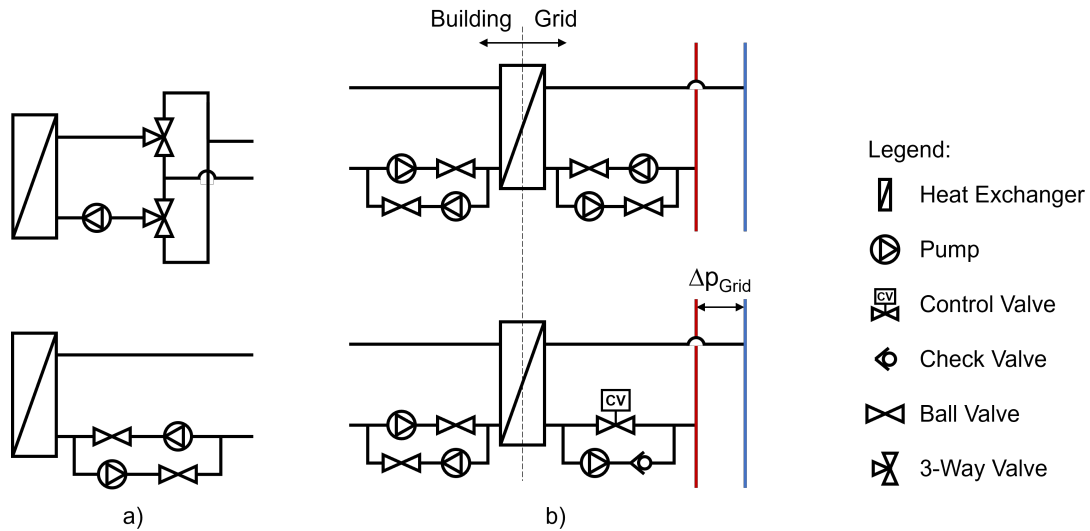 Building Grid
Legend:
Heat Exchanger
Pump
Δp_Grid
CV
Control Valve
Check Valve
CV
Ball Valve
3-Way Valve
a)
b)